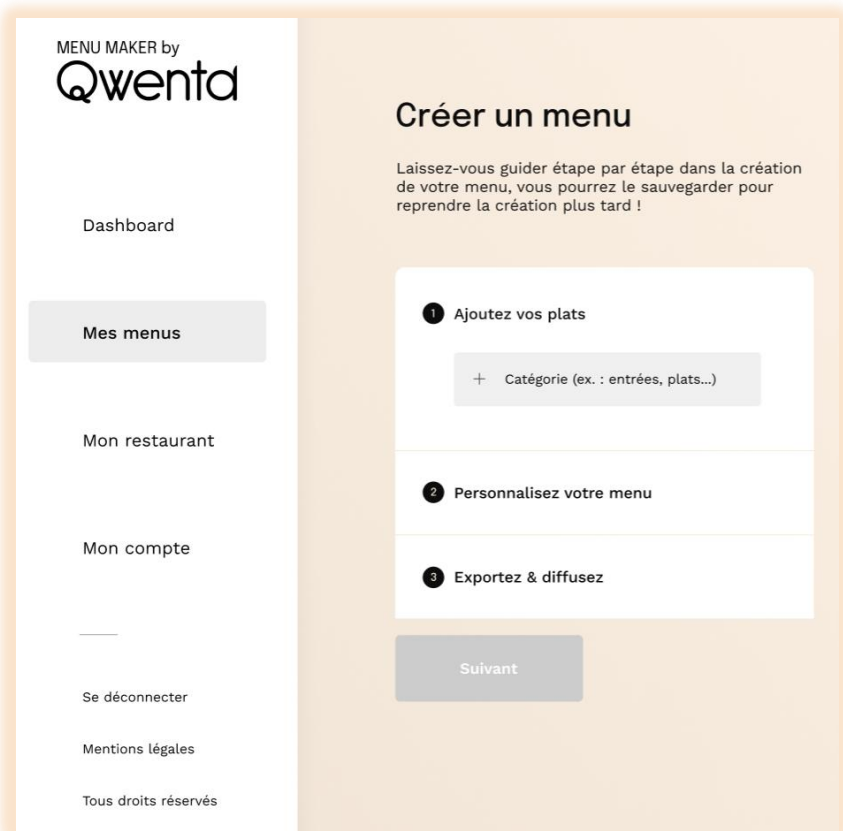 MENU MAKER by
Qwenta
Dashboard
Mes menus
Mon restaurant
Mon compte
Se déconnecter
Mentions légales
Tous droits réservés
Créer un menu
Laissez-vous guider étape par étape dans la création
de votre menu, vous pourrez le sauvegarder pour
reprendre la création plus tard !
1 Ajoutez vos plats
+ Catégorie (ex. : entrées, plats...)
2 Personnalisez votre menu
3 Exportez & diffusez
Suivant